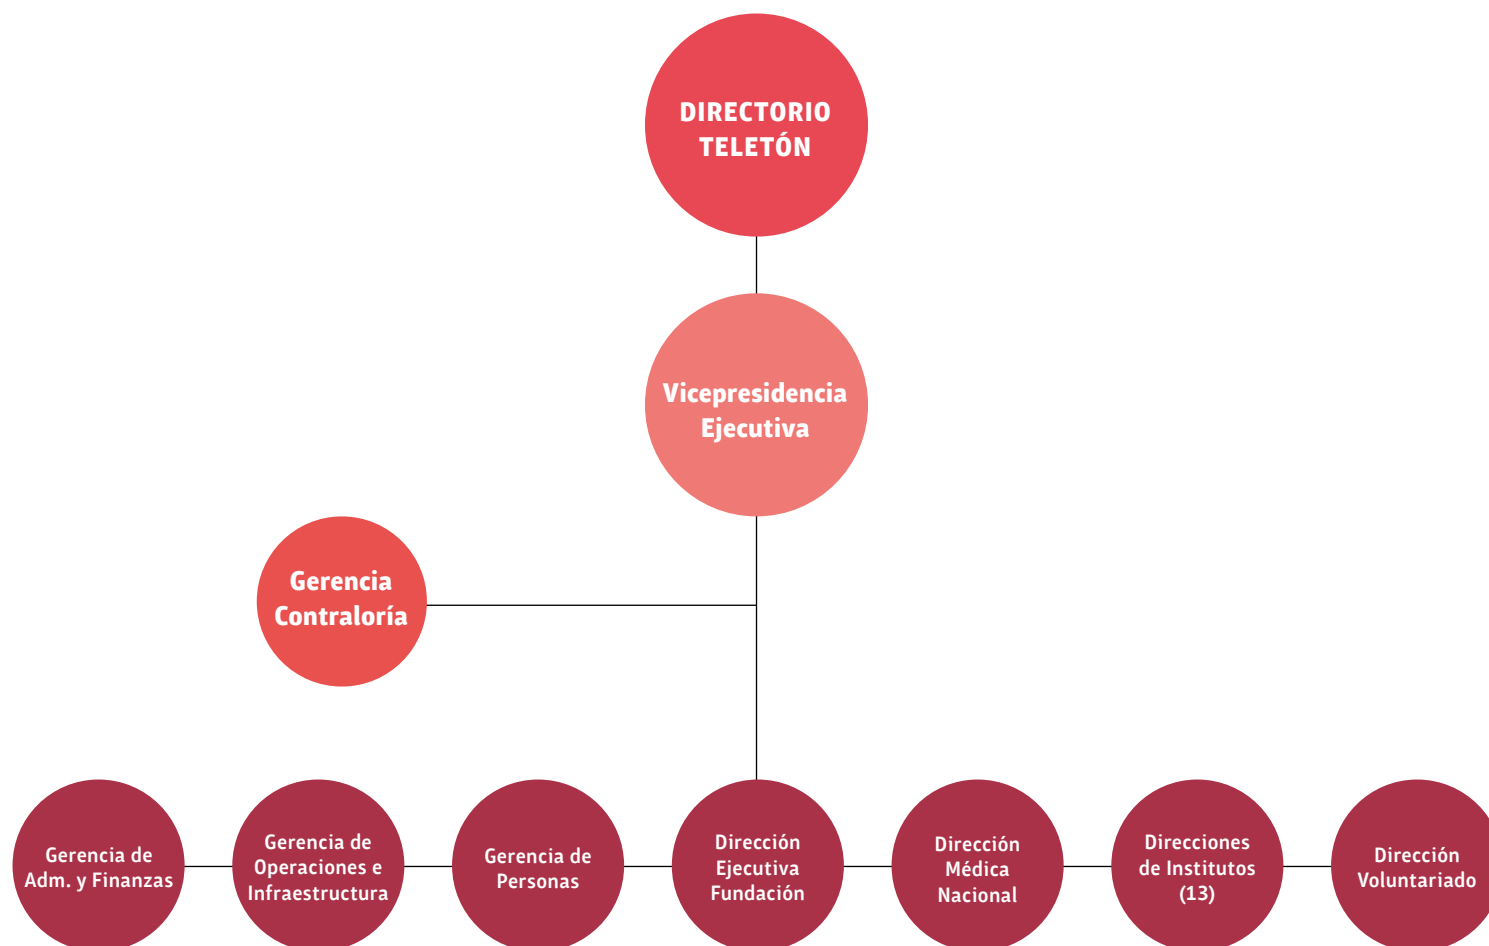 DIRECTORIO
TELETÓN
Vicepresidencia
Ejecutiva
Gerencia
Contraloría
Gerencia de
Adm. y Finanzas
Gerencia de
Operaciones e
Infraestructura
Gerencia de
Personas
Dirección
Ejecutiva
Fundación
Dirección
Médica
Nacional
Direcciones
de Institutos
(13)
Dirección
Voluntariado